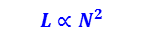 L ∝ N²